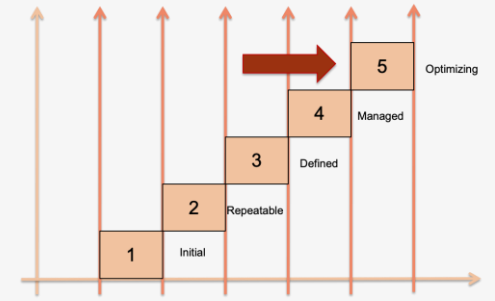 5
Optimizing
4
Managed
3
Defined
2
Repeatable
1
Initial